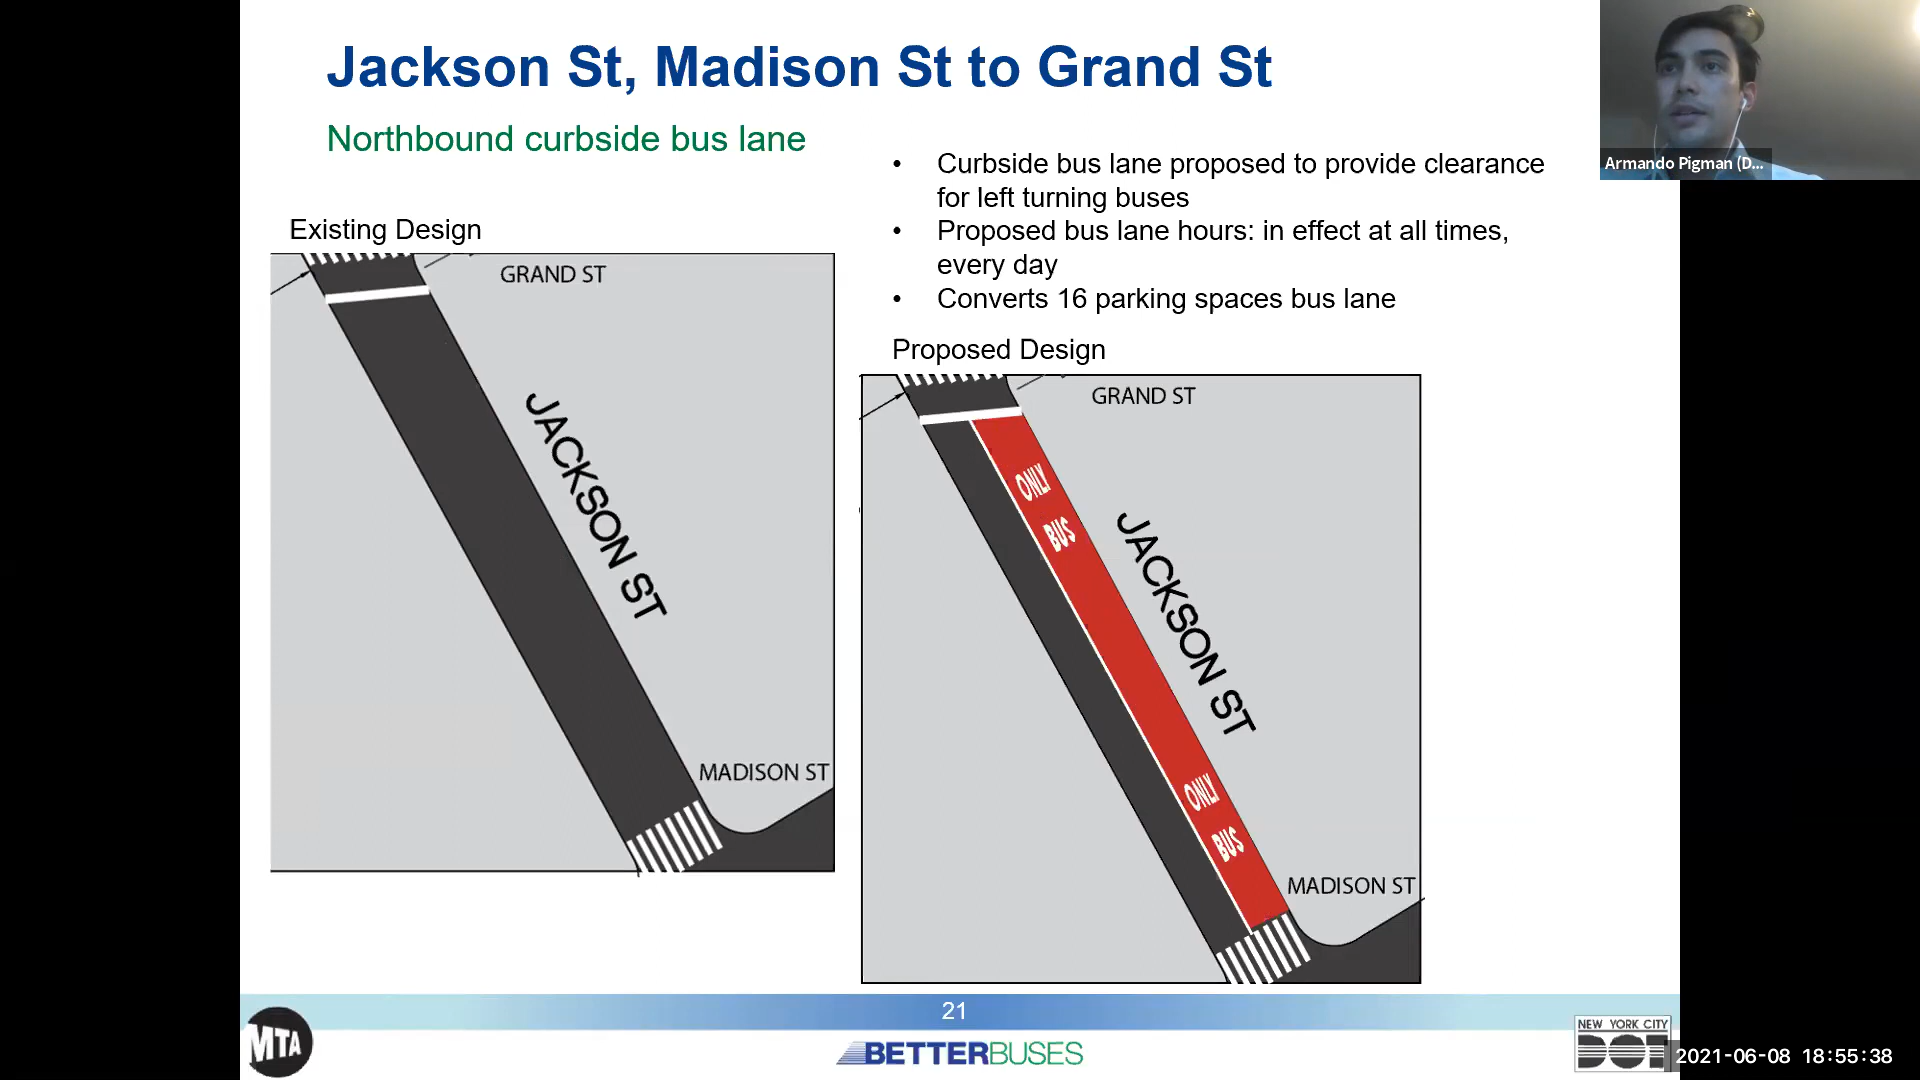 Jackson St, Madison St to Grand St
Northbound curbside bus lane
• Curbside bus lane proposed to provide clearance
for left turning buses
• Proposed bus lane hours: in effect at all times,
every day
• Converts 16 parking spaces bus lane
Armando Pigman (D...
Existing Design
GRAND ST
JACKSON ST
MADISON ST
Proposed Design
GRAND ST
ONLY
BUS
JACKSON ST
ONLY
BUS
MADISON ST
21
MTA
BETTERBUSES
NEW YORK CITY
DOT
2021-06-08 18:55:38